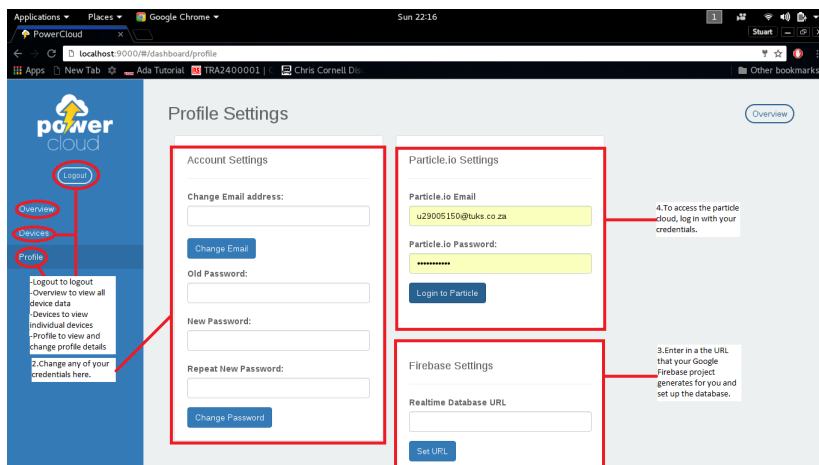 Applications Places Google Chrome Sun 22:16 1
PowerCloud × Stuart
localhost:9000/#/dashboard/profile
Apps New Tab Ada Tutorial RS TRA2400001 | Chris Cornell Dis Other bookmarks
power
cloud
Logout
Overview
Devices
Profile
-Logout to logout
-Overview to view all
device data
-Devices to view
individual devices
-Profile to view and
change profile details
2.Change any of your
credentials here.
Profile Settings
Overview
Account Settings
Change Email address:
Change Email
Old Password:
New Password:
Repeat New Password:
Change Password
Particle.io Settings
Particle.io Email
u29005150@tuks.co.za
Particle.io Password:
•••••••••••
Login to Particle
4.To access the particle
cloud, log in with your
credentials.
Firebase Settings
Realtime Database URL
Set URL
3.Enter in a the URL
that your Google
Firebase project
generates for you and
set up the database.